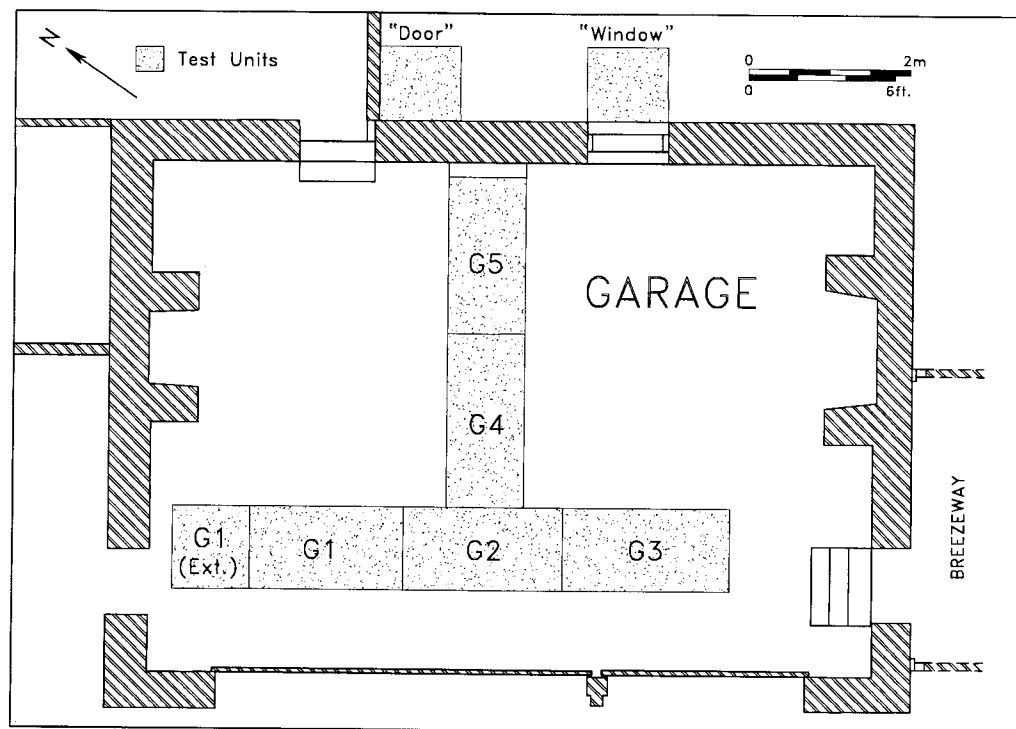 N
Test Units
"Door"
"Window"
0 2m
0 6ft.
G5
GARAGE
G4
G1
(Ext.)
G1
G2
G3
BREEZEWAY